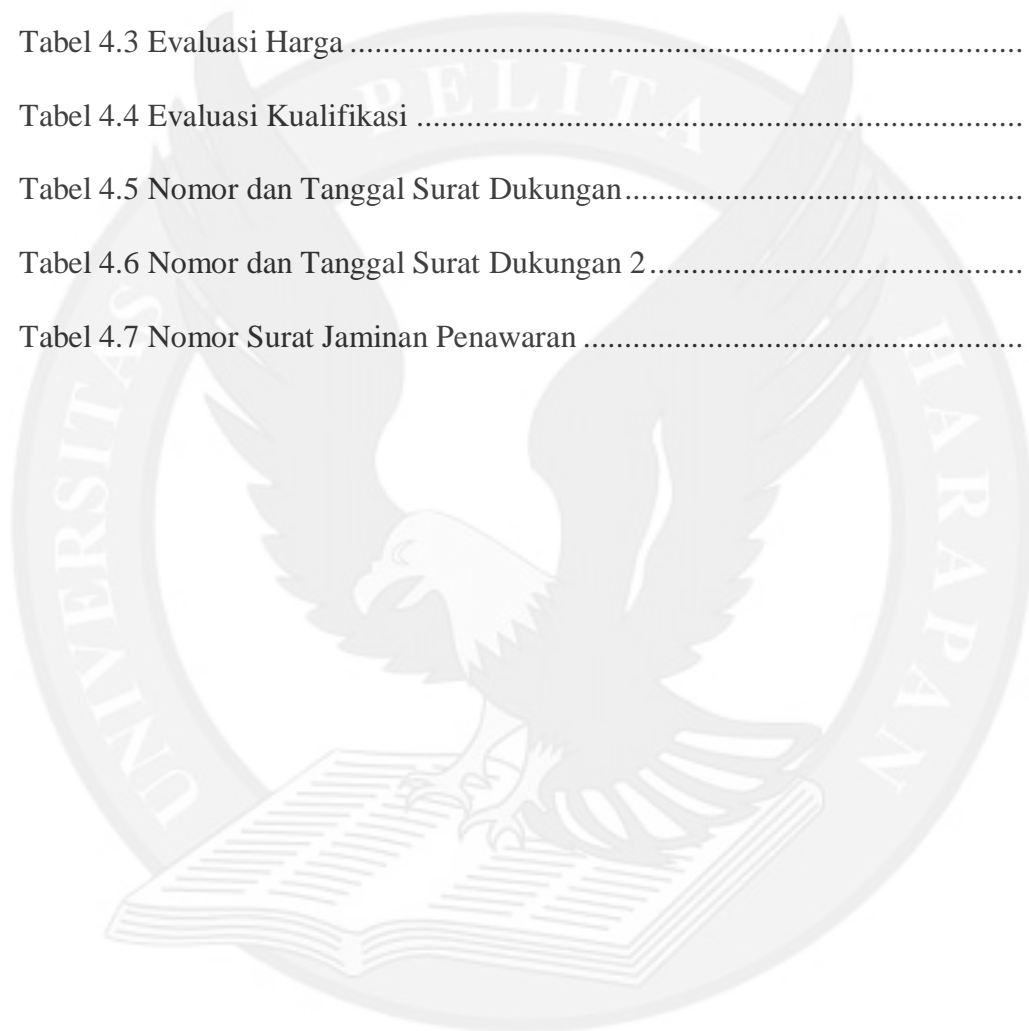 Tabel 4.3 Evaluasi Harga ....................................................................................
Tabel 4.4 Evaluasi Kualifikasi ............................................................................
Tabel 4.5 Nomor dan Tanggal Surat Dukungan ..................................................
Tabel 4.6 Nomor dan Tanggal Surat Dukungan 2 ...............................................
Tabel 4.7 Nomor Surat Jaminan Penawaran .......................................................
UNIVERSITAS PELITA HARAPAN